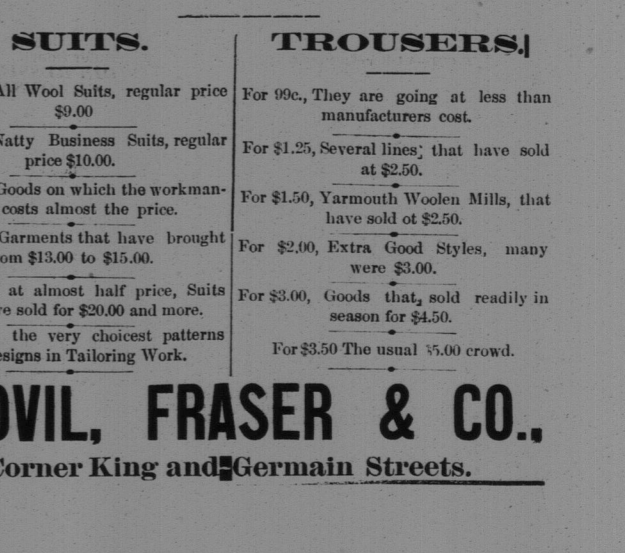 SUITS.
All Wool Suits, regular price
$9.00
Natty Business Suits, regular
price $10.00.
Goods on which the workman-
costs almost the price.
Garments that have brought
om $13.00 to $15.00.
at almost half price, Suits
e sold for $20.00 and more.
the very choicest patterns
esigns in Tailoring Work.
TROUSERS.
For 99c., They are going at less than
manufacturers cost.
For $1.25, Several lines; that have sold
at $2.50.
For $1.50, Yarmouth Woolen Mills, that
have sold ot $2.50.
For $2.00, Extra Good Styles, many
were $3.00.
For $3.00, Goods that, sold readily in
season for $4.50.
For $3.50 The usual $5.00 crowd.
OVIL, FRASER & CO.,
Corner King and Germain Streets.